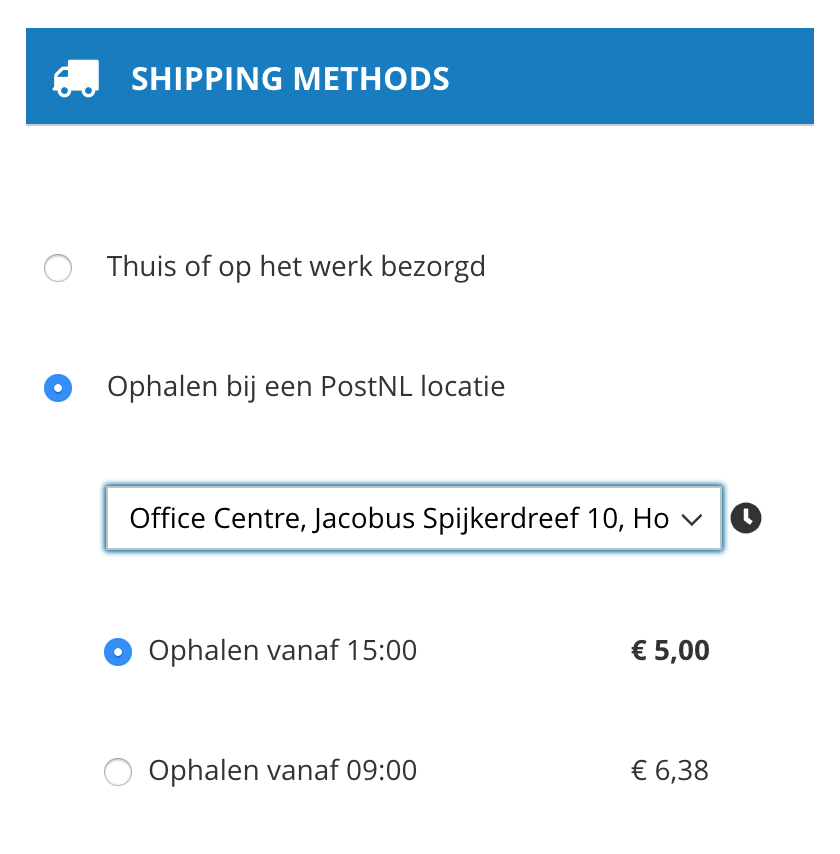 SHIPPING METHODS
Thuis of op het werk bezorgd
Ophalen bij een PostNL locatie
Office Centre, Jacobus Spijkerdreef 10, Ho
Ophalen vanaf 15:00 € 5,00
Ophalen vanaf 09:00 € 6,38